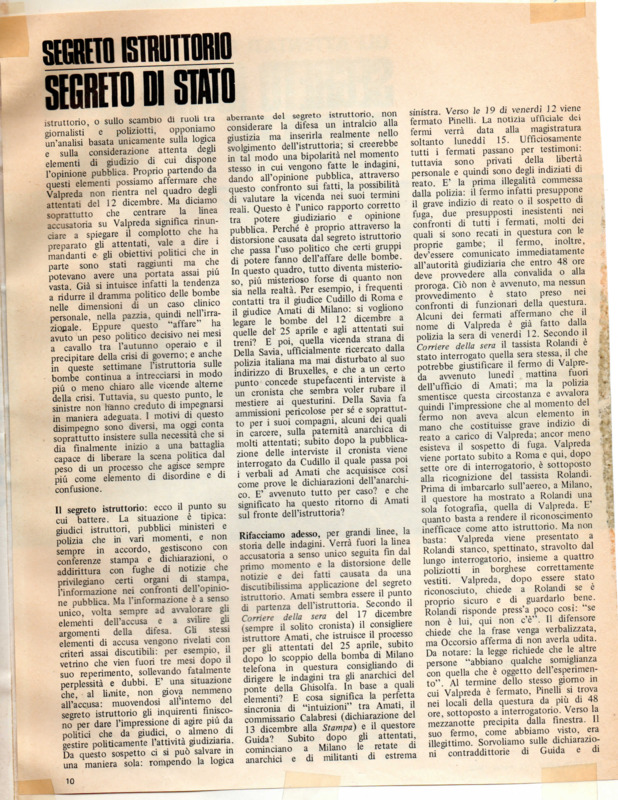 SEGRETO ISTRUTTORIO
SEGRETO DI STATO
istruttorio, o sullo scambio di ruoli tra
giornalisti e poliziotti, opponiamo
un'analisi basata unicamente sulla logica
e sulla considerazione attenta degli
elementi di giudizio di cui dispone
l'opinione pubblica. Proprio partendo da
questi elementi possiamo affermare che
Valpreda non rientra nel quadro degli
attentati del 12 dicembre. Ma diciamo
soprattutto che centrare la linea
accusatoria su Valpreda significa rinun-
ciare a spiegare il complotto che ha
preparato gli attentati, vale a dire i
mandanti e gli obiettivi politici che in
parte sono stati raggiunti ma che
potevano avere una portata assai più
vasta. Già si intuisce infatti la tendenza
a ridurre il dramma politico delle bombe
nelle dimensioni di un caso clinico
personale, nella pazzia, quindi nell'irra-
zionale. Eppure questo "affare" ha
avuto un peso politico decisivo nei mesi
a cavallo tra l'autunno operaio e il
precipitare della crisi di governo; e anche
in queste settimane l'istruttoria sulle
bombe continua a intrecciarsi in modo
più o meno chiaro alle vicende alterne
della crisi. Tuttavia, su questo punto, le
sinistre non hanno creduto di impegnarsi
in maniera adeguata. I motivi di questo
disimpegno sono diversi, ma oggi conta
soprattutto insistere sulla necessità che si
dia finalmente inizio a una battaglia
capace di liberare la scena politica dal
peso di un processo che agisce sempre
più come elemento di disordine e di
confusione.
Il segreto istruttorio: ecco il punto su
cui battere. La situazione è tipica:
giudici istruttori, pubblici ministeri e
polizia che in vari momenti, e non
sempre in accordo, gestiscono con
conferenze stampa e dichiarazioni, o
addirittura con fughe di notizie che
privilegiano certi organi di stampa,
l'informazione nei confronti dell'opinio-
ne pubblica. Ma l'informazione è a senso
unico, volta sempre ad avvalorare gli
elementi dell'accusa e a svilire gli
argomenti della difesa. Gli stessi
elementi di accusa vengono rivelati con
criteri assai discutibili: per esempio, il
vetrino che vien fuori tre mesi dopo il
suo reperimento, sollevando fatalmente
perplessità e dubbi. E' una situazione
che, al limite, non giova nemmeno
all'accusa: muovendosi all'interno del
segreto istruttorio gli inquirenti finisco-
no per dare l'impressione di agire più da
politici che da giudici, o almeno di
gestire politicamente l'attività giudiziaria.
Da questo sospetto ci si può salvare in
una maniera sola: rompendo la logica
aberrante del segreto istruttorio, non
considerare la difesa un intralcio alla
giustizia ma inserirla realmente nello
svolgimento dell'istruttoria; si creerebbe
in tal modo una bipolarità nel momento
stesso in cui vengono fatte le indagini,
dando all'opinione pubblica, attraverso
questo confronto sui fatti, la possibilità
di valutare la vicenda nei suoi termini
reali. Questo è l'unico rapporto corretto
tra potere giudiziario e opinione
pubblica. Perché è proprio attraverso la
distorsione causata dal segreto istruttorio
che passa l'uso politico che certi gruppi
di potere fanno dell'affare delle bombe.
In questo quadro, tutto diventa misterio-
so, più misterioso forse di quanto non
sia nella realtà. Per esempio, i frequenti
contatti tra il giudice Cudillo di Roma e
il giudice Amati di Milano: si vogliono
legare le bombe del 12 dicembre a
quelle del 25 aprile e agli attentati sui
treni? E poi, quella vicenda strana di
Della Savia, ufficialmente ricercato dalla
polizia italiana ma mai disturbato al suo
indirizzo di Bruxelles, e che a un certo
punto concede stupefacenti interviste a
un cronista che sembra voler rubare il
mestiere ai questurini. Della Savia fa
ammissioni pericolose per sé e soprattut-
to per i suoi compagni, alcuni dei quali
in carcere, sulla paternità anarchica di
molti attentati; subito dopo la pubblica-
zione delle interviste il cronista viene
interrogato da Cudillo il quale passa poi
i verbali ad Amati che acquisisce così
come prove le dichiarazioni dell'anarchi-
co. E' avvenuto tutto per caso? e che
significato ha questo ritorno di Amati
sul fronte dell'istruttoria?
Rifacciamo adesso, per grandi linee, la
storia delle indagini. Verrà fuori la linea
accusatoria a senso unico seguita fin dal
primo momento e la distorsione delle
notizie e dei fatti causata da una
discutibilissima applicazione del segreto
istruttorio. Amati sembra essere il punto
di partenza dell'istruttoria. Secondo il
Corriere della sera del 17 dicembre
(sempre il solito cronista) il consigliere
istruttore Amati, che istruisce il processo
per gli attentati del 25 aprile, subito
dopo lo scoppio della bomba di Milano
telefona in questura consigliando di
dirigere le indagini tra gli anarchici del
ponte della Ghisolfa. In base a quali
elementi? E cosa significa la perfetta
sincronia di "intuizioni" tra Amati, il
commissario Calabresi (dichiarazione del
13 dicembre alla Stampa) e il questore
Guida? Subito dopo gli attentati,
cominciano a Milano le retate di
anarchici e di militanti di estrema
sinistra. Verso le 19 di venerdì 12 viene
fermato Pinelli. La notizia ufficiale dei
fermi verrà data alla magistratura
soltanto lunedì 15. Ufficiosamente
tutti i fermati passano per testimoni:
tuttavia sono privati della libertà
personale e quindi sono degli indiziati di
reato. E' la prima illegalità commessa
dalla polizia: il fermo infatti presuppone
il grave indizio di reato o il sospetto di
fuga, due presupposti inesistenti nei
confronti di tutti i fermati, molti dei
quali si sono recati in questura con le
proprie gambe; il fermo, inoltre,
dev'essere comunicato immediatamente
all'autorità giudiziaria che entro 48 ore
deve provvedere alla convalida o alla
proroga. Ciò non è avvenuto, ma nessun
provvedimento è stato preso nei
confronti di funzionari della questura.
Alcuni dei fermati affermano che il
nome di Valpreda è già fatto dalla
polizia la sera di venerdì 12. Secondo il
Corriere della sera il tassista Rolandi è
stato interrogato quella sera stessa, il che
potrebbe giustificare il fermo di Valpre-
da avvenuto lunedì mattina fuori
dell'ufficio di Amati; ma la polizia
smentisce questa circostanza e avvalora
quindi l'impressione che al momento del
fermo non aveva alcun elemento in
mano che costituisse grave indizio di
reato a carico di Valpreda; ancor meno
esisteva il sospetto di fuga. Valpreda
viene portato subito a Roma e qui, dopo
sette ore di interrogatorio, è sottoposto
alla ricognizione del tassista Rolandi.
Prima di imbarcarlo sull'aereo, a Milano,
il questore ha mostrato a Rolandi una
sola fotografia, quella di Valpreda. E'
quanto basta a rendere il riconoscimento
inefficace come atto istruttorio. Ma non
basta: Valpreda viene presentato a
Rolandi stanco, spettinato, stravolto dal
lungo interrogatorio, insieme a quattro
poliziotti in borghese correttamente
vestiti. Valpreda, dopo essere stato
riconosciuto, chiede a Rolandi se è
proprio sicuro e di guardarlo bene.
Rolandi risponde press'a poco così: "se
non è lui, qui non c'è". Il difensore
chiede che la frase venga verbalizzata,
ma Occorsio afferma di non averla udita.
Da notare: la legge richiede che le altre
persone "abbiano qualche somiglianza
con quella che è oggetto dell'esperimen-
to". Al termine dello stesso giorno in
cui Valpreda è fermato, Pinelli si trova
nei locali della questura da più di 48
ore, sottoposto a interrogatorio. Verso la
mezzanotte precipita dalla finestra. Il
suo fermo, come abbiamo visto, era
illegittimo. Sorvoliamo sulle dichiarazio-
ni contraddittorie di Guida e di
10